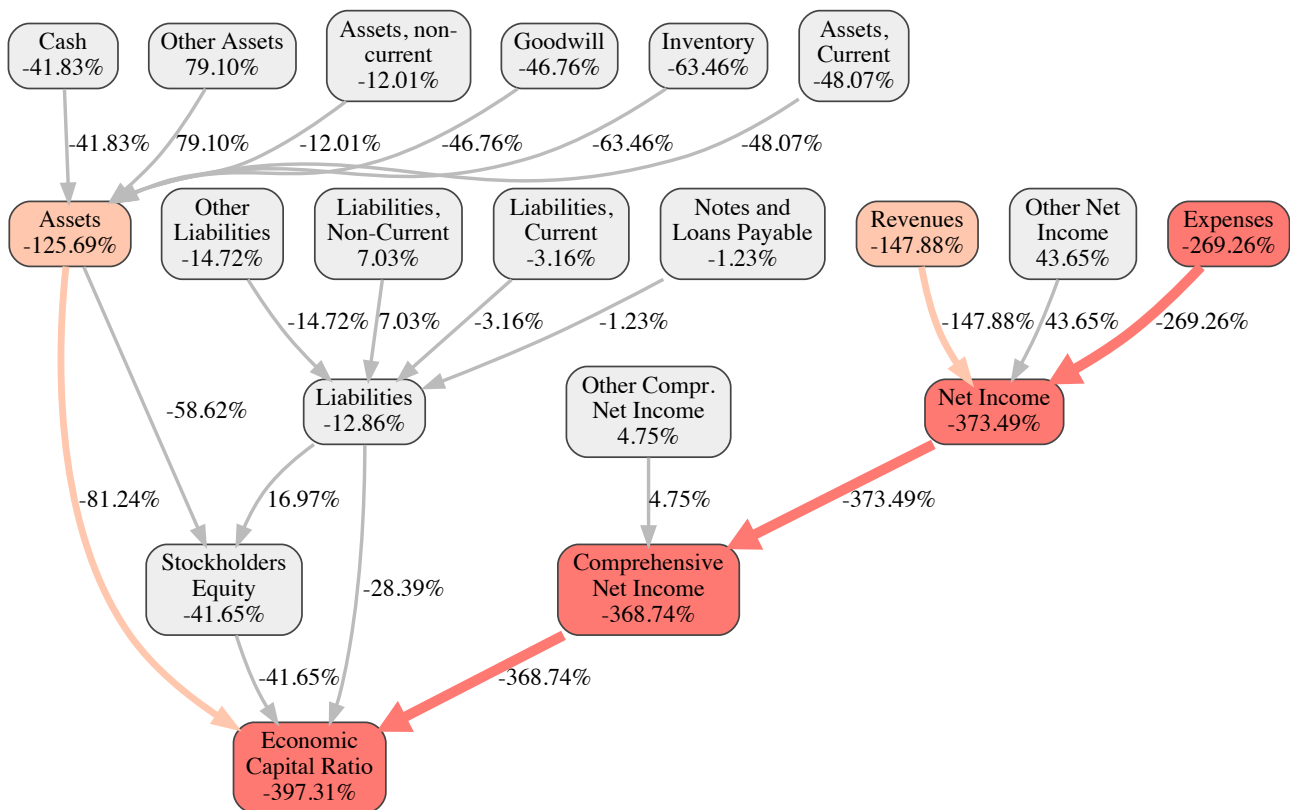 Cash
-41.83%
Other Assets
79.10%
Assets, non-
current
-12.01%
Goodwill
-46.76%
Inventory
-63.46%
Assets,
Current
-48.07%
-41.83%
79.10%
-12.01%
-46.76%
-63.46%
-48.07%
Assets
-125.69%
Other
Liabilities
-14.72%
Liabilities,
Non-Current
7.03%
Liabilities,
Current
-3.16%
Notes and
Loans Payable
-1.23%
Revenues
-147.88%
Other Net
Income
43.65%
Expenses
-269.26%
-14.72%
7.03%
-3.16%
-1.23%
-147.88%
43.65%
-269.26%
-58.62%
Liabilities
-12.86%
Other Compr.
Net Income
4.75%
Net Income
-373.49%
-81.24%
16.97%
4.75%
-373.49%
Stockholders
Equity
-41.65%
-28.39%
Comprehensive
Net Income
-368.74%
-41.65%
-368.74%
Economic
Capital Ratio
-397.31%